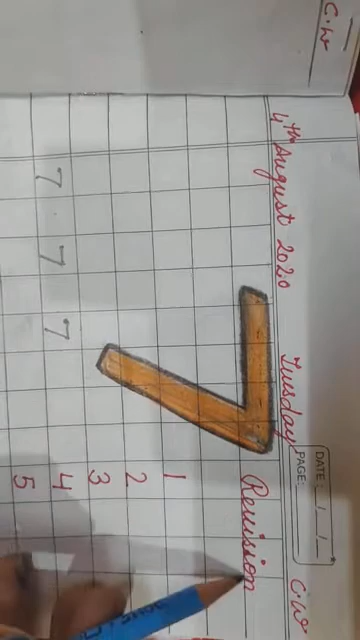 C.W
DATE: / /
PAGE:
4th August 2020 Tuesday C.W
Revision
7
1
2
3
7 7 7 4
5